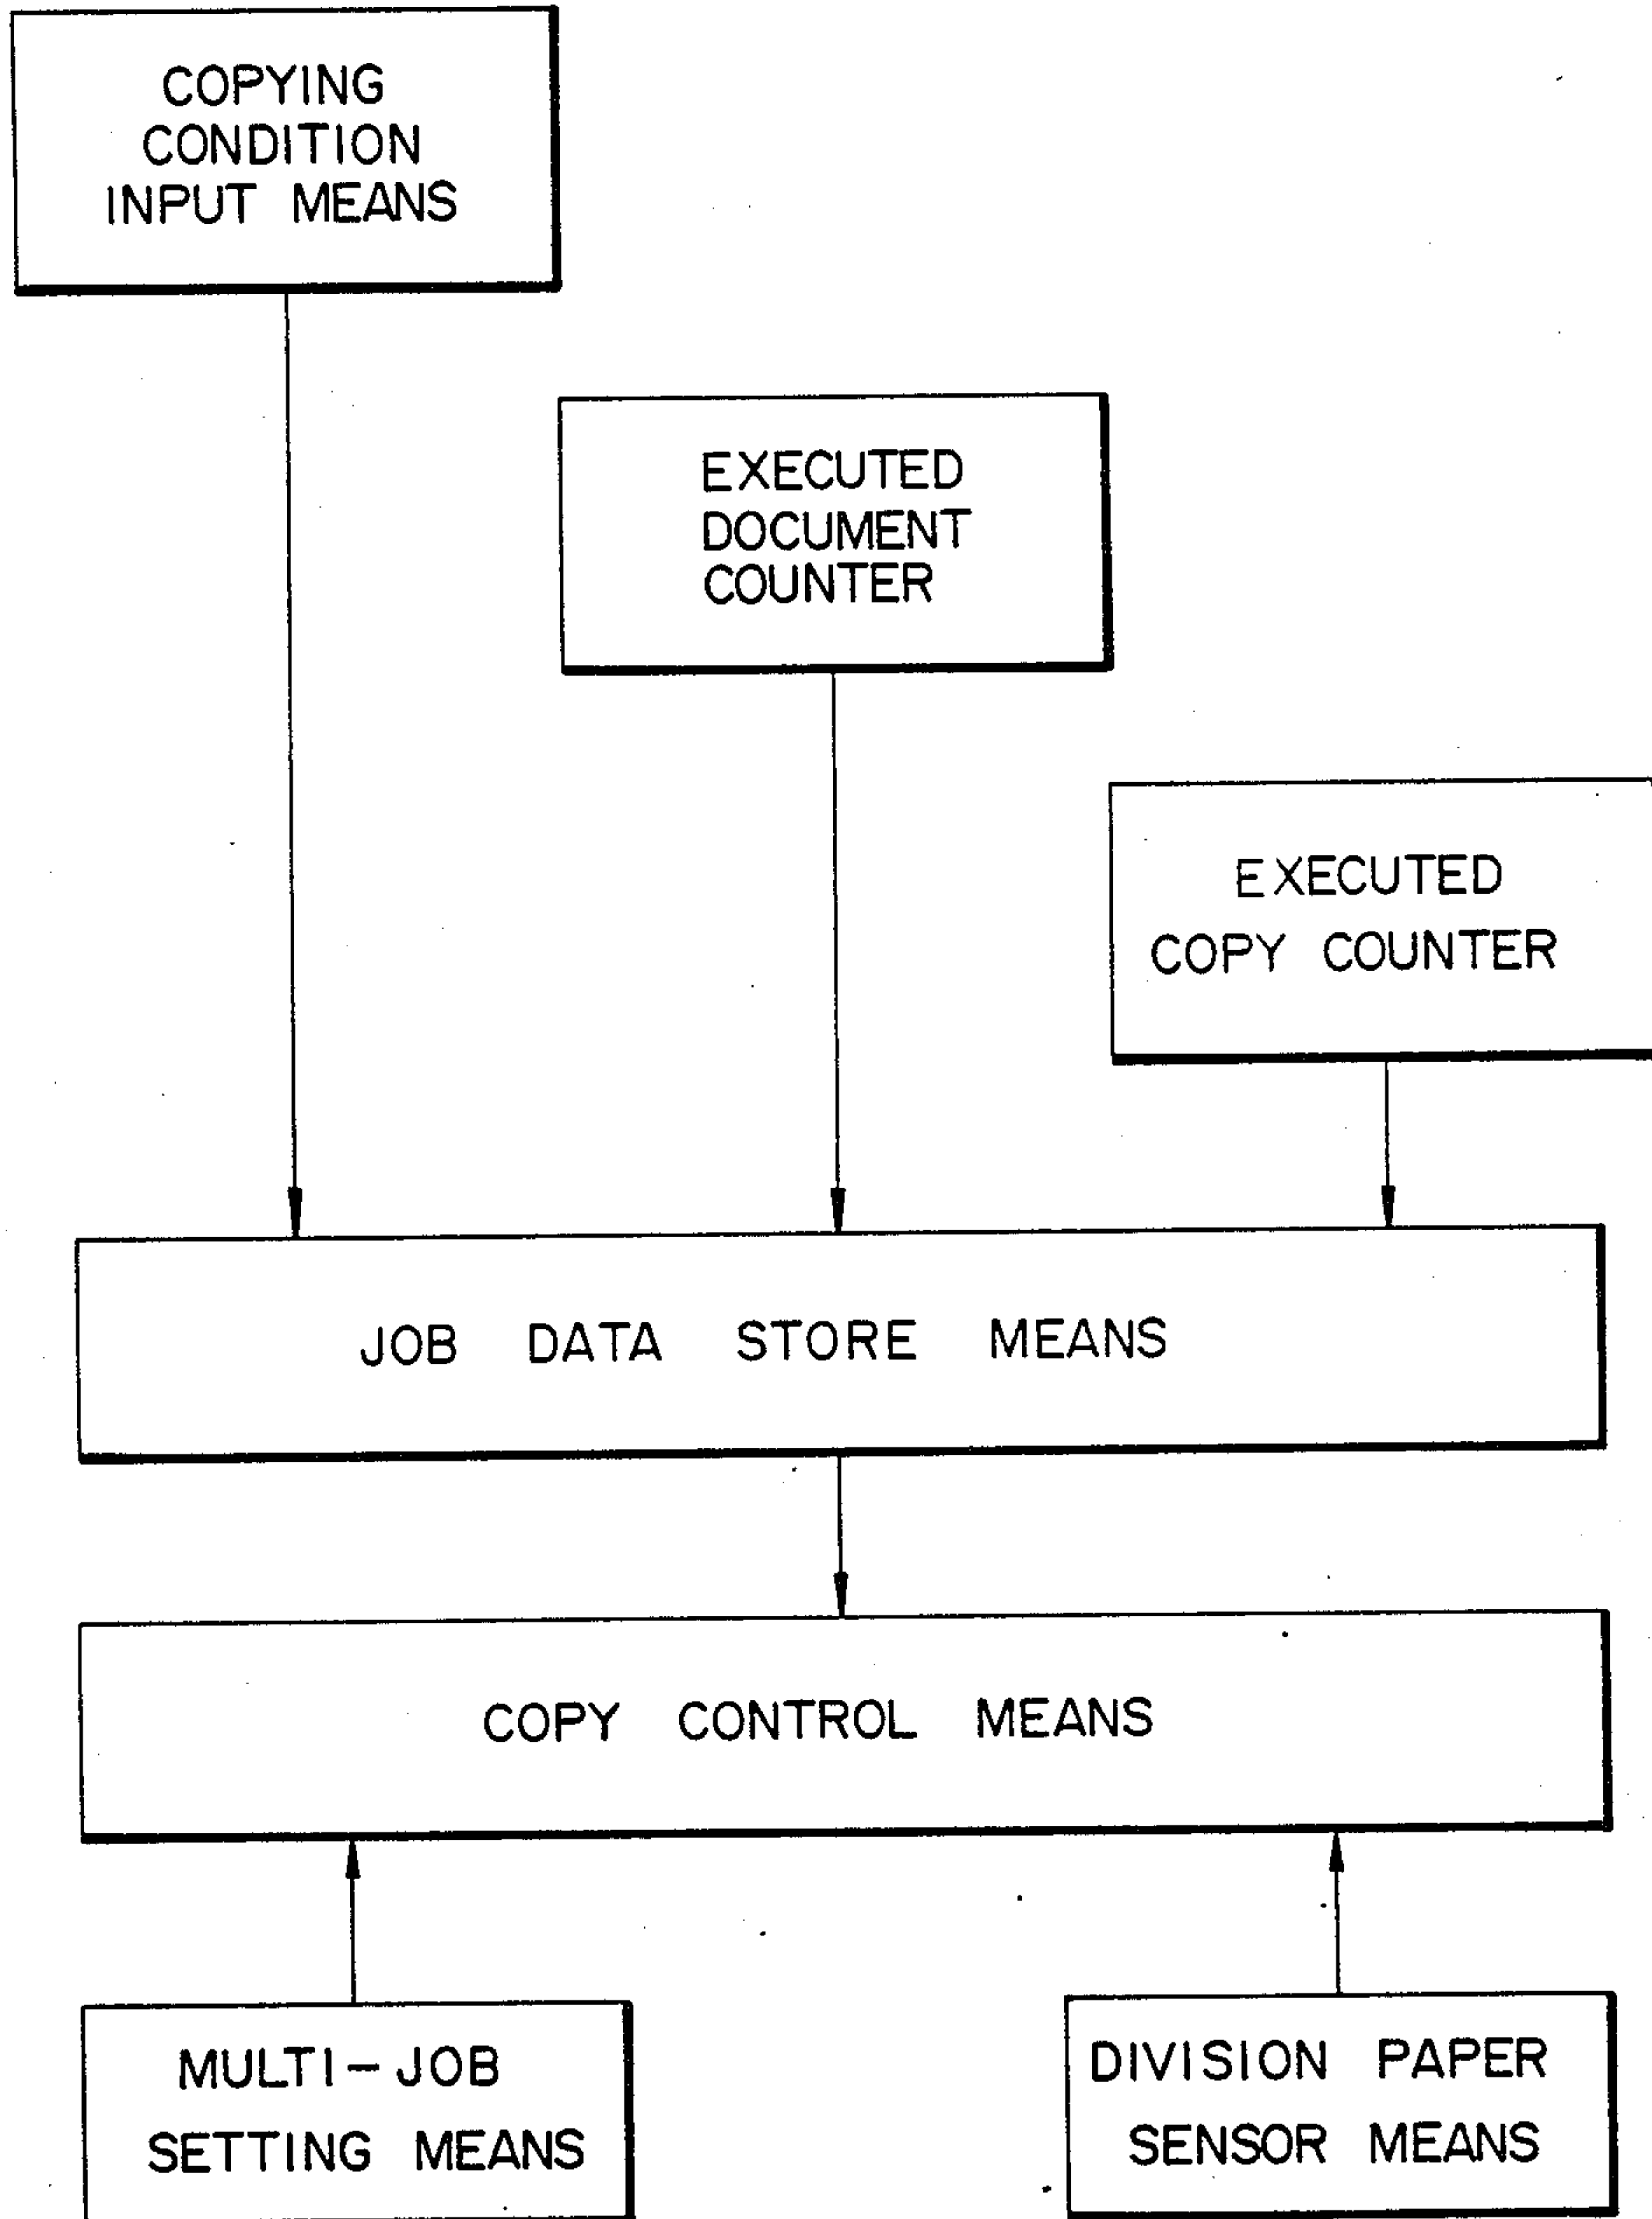 COPYING
CONDITION
INPUT MEANS
EXECUTED
DOCUMENT
COUNTER
EXECUTED
COPY COUNTER
JOB DATA STORE MEANS
COPY CONTROL MEANS
MULTI-JOB
SETTING MEANS
DIVISION PAPER
SENSOR MEANS